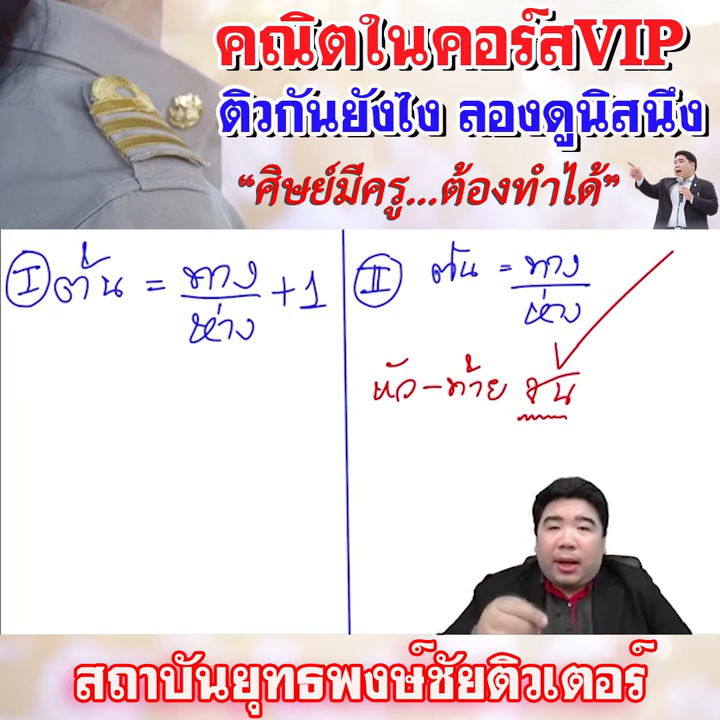 คณิตในคอร์สVIP
ติวกันยังไง ลองดูนิสนึง
“ศิษย์มีครู...ต้องทำได้”
I ต้น = ทาง/ห่าง + 1
II ต้น = ทาง/ห่าง
หัว - ท้าย ชน
สถาบันยุทธพงษ์ชัยติวเตอร์